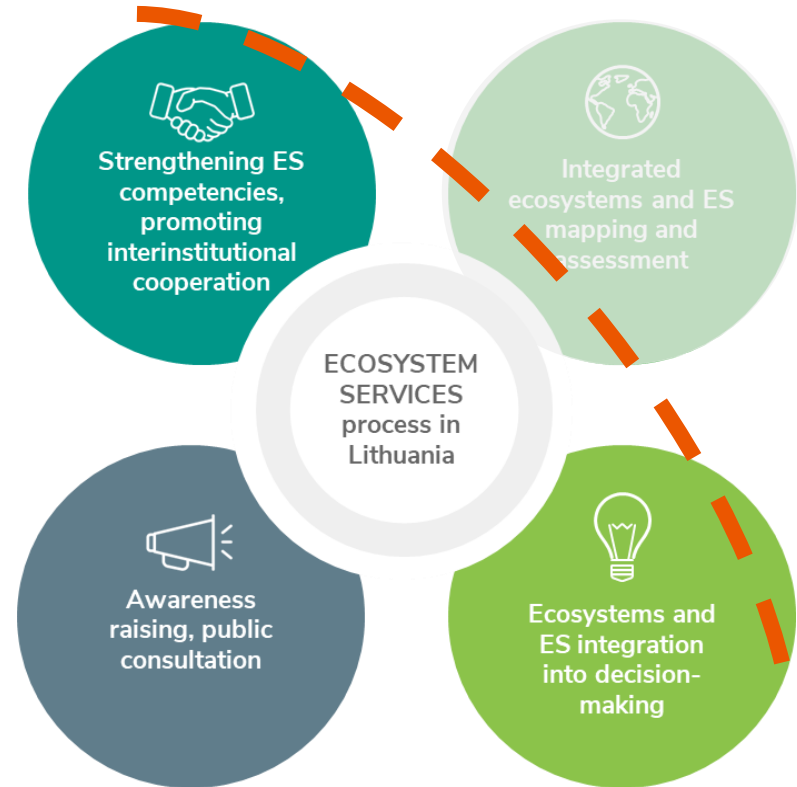 Strengthening ES
competencies,
promoting
interinstitutional
cooperation
Integrated
ecosystems and ES
mapping and
assessment
ECOSYSTEM
SERVICES
process in
Lithuania
Awareness
raising, public
consultation
Ecosystems and
ES integration
into decision-
making